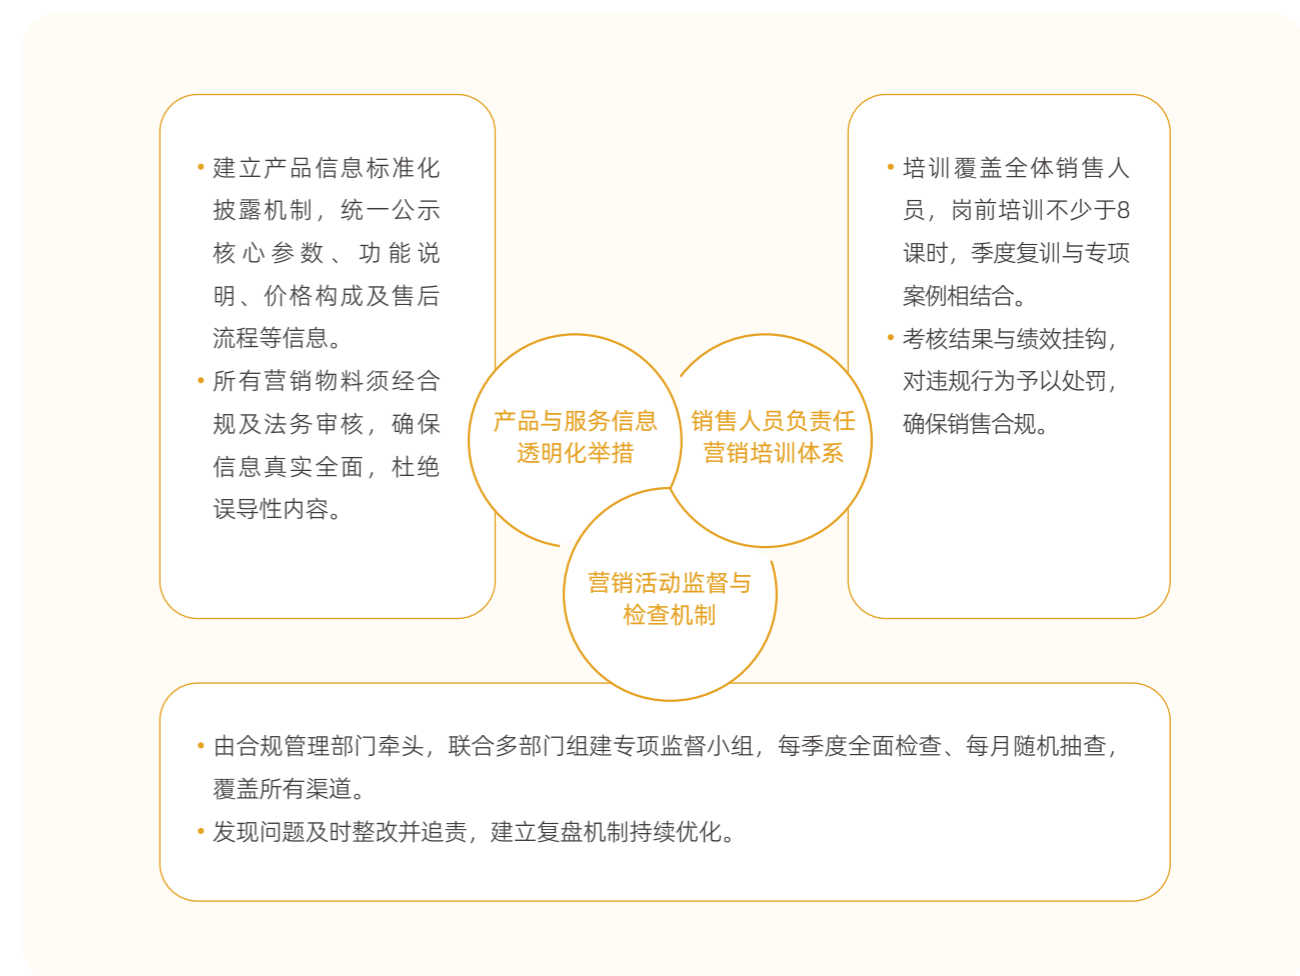 • 建立产品信息标准化
披露机制，统一公示
核心参数、功能说
明、价格构成及售后
流程等信息。
• 所有营销物料须经合
规及法务审核，确保
信息真实全面，杜绝
误导性内容。
产品与服务信息
透明化举措
销售人员负责任
营销培训体系
• 培训覆盖全体销售人
员，岗前培训不少于8
课时，季度复训与专项
案例相结合。
• 考核结果与绩效挂钩，
对违规行为予以处罚，
确保销售合规。
营销活动监督与
检查机制
• 由合规管理部门牵头，联合多部门组建专项监督小组，每季度全面检查、每月随机抽查，
覆盖所有渠道。
• 发现问题及时整改并追责，建立复盘机制持续优化。